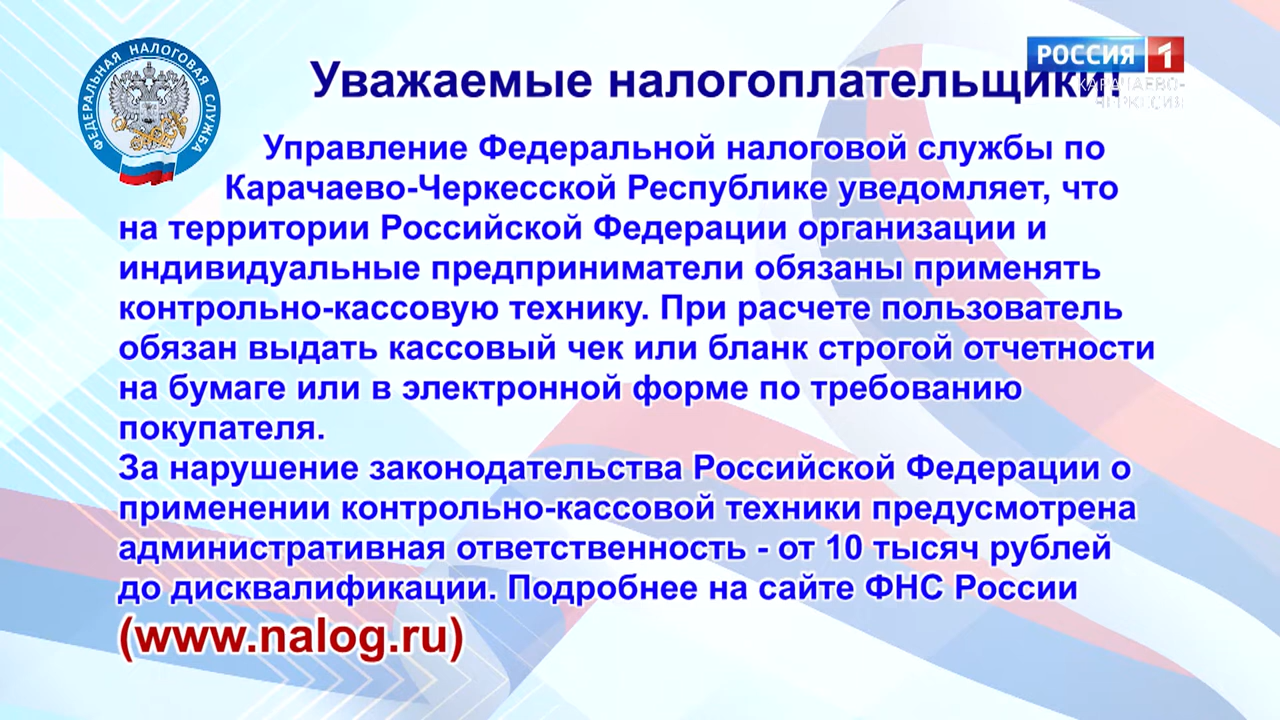 ФЕДЕРАЛЬНАЯ НАЛОГОВАЯ СЛУЖБА
РОССИЯ 1
КАРАЧАЕВО-
ЧЕРКЕСИЯ
Уважаемые налогоплательщики!
Управление Федеральной налоговой службы по
Карачаево-Черкесской Республике уведомляет, что
на территории Российской Федерации организации и
индивидуальные предприниматели обязаны применять
контрольно-кассовую технику. При расчете пользователь
обязан выдать кассовый чек или бланк строгой отчетности
на бумаге или в электронной форме по требованию
покупателя.
За нарушение законодательства Российской Федерации о
применении контрольно-кассовой техники предусмотрена
административная ответственность - от 10 тысяч рублей
до дисквалификации. Подробнее на сайте ФНС России
(www.nalog.ru)